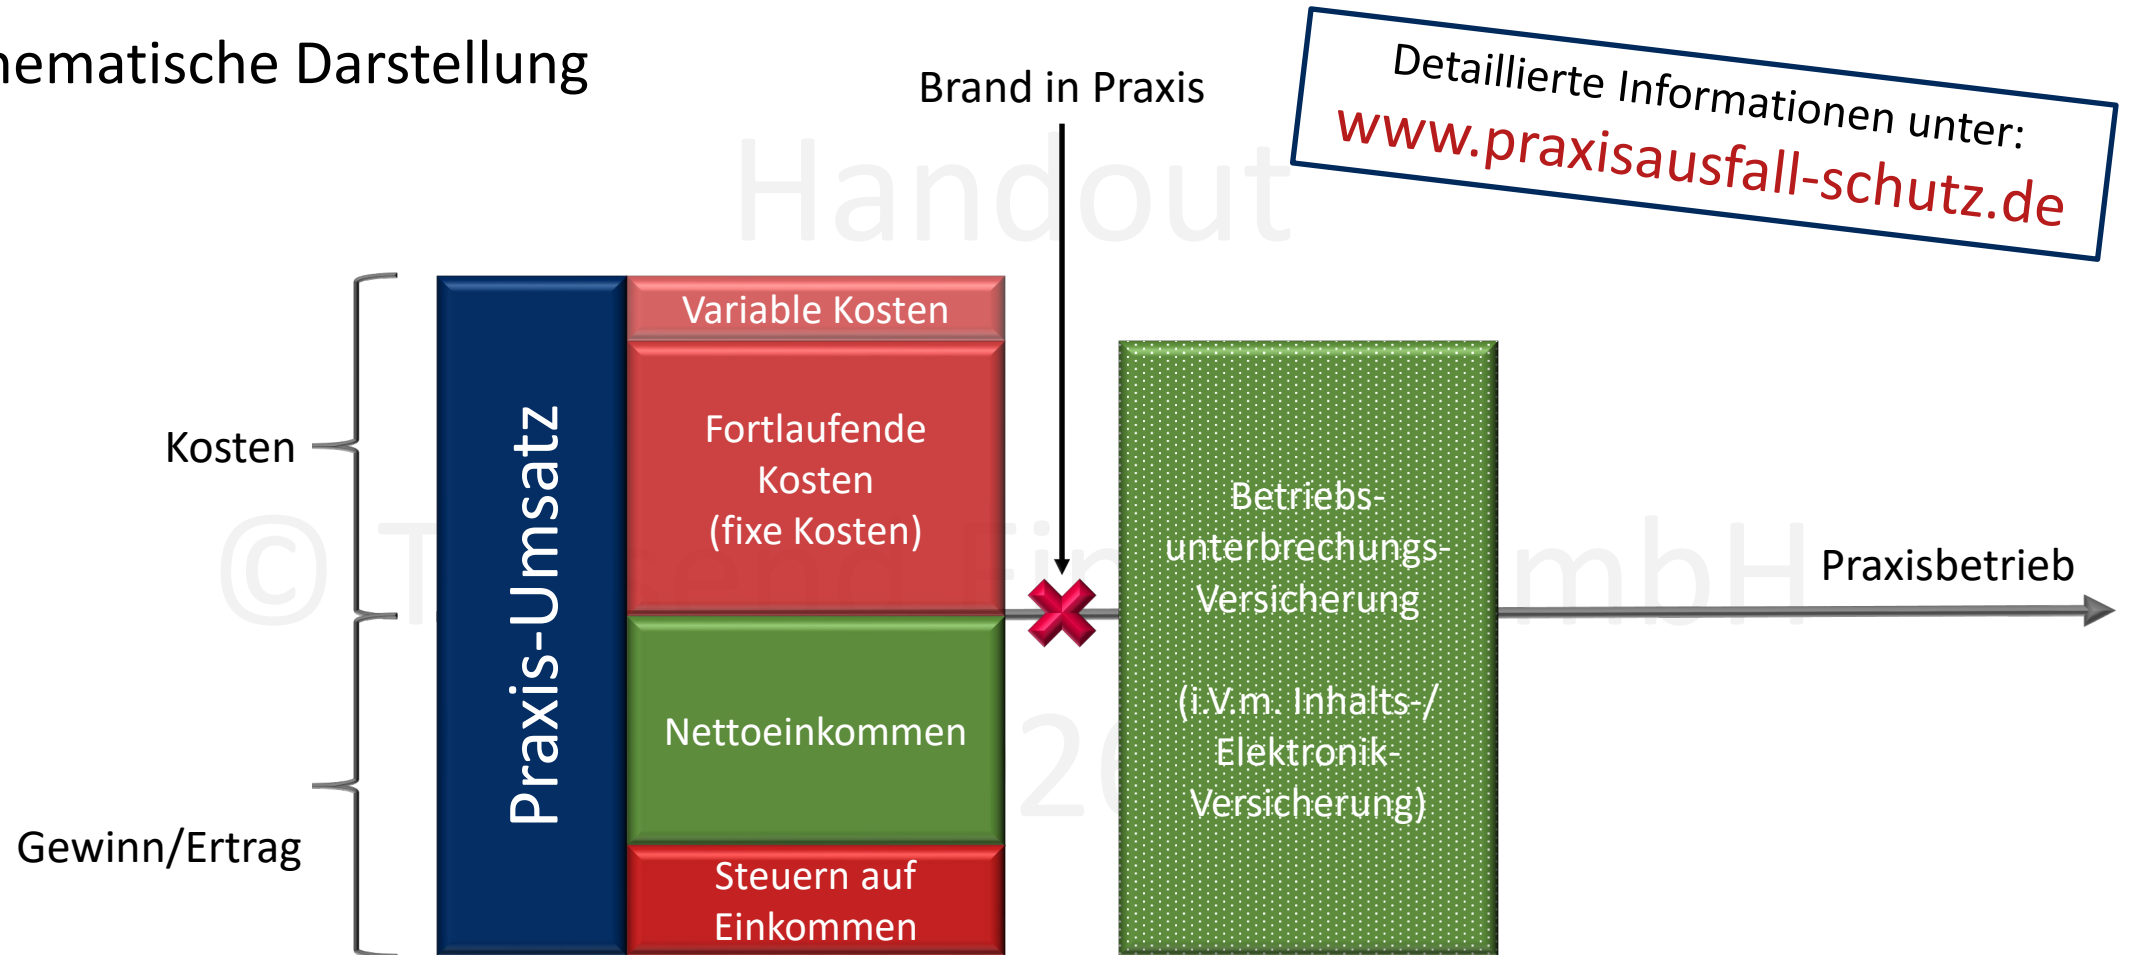 hematische Darstellung
Brand in Praxis
Detaillierte Informationen unter:
www.praxisausfall-schutz.de
Handout
Variable Kosten
Fortlaufende
Kosten
(fixe Kosten)
Kosten
Praxis-Umsatz
Nettoeinkommen
Gewinn/Ertrag
Steuern auf
Einkommen
Betriebs-
unterbrechungs-
Versicherung
(i.V.m. Inhalts-/
Elektronik-
Versicherung)
Praxisbetrieb